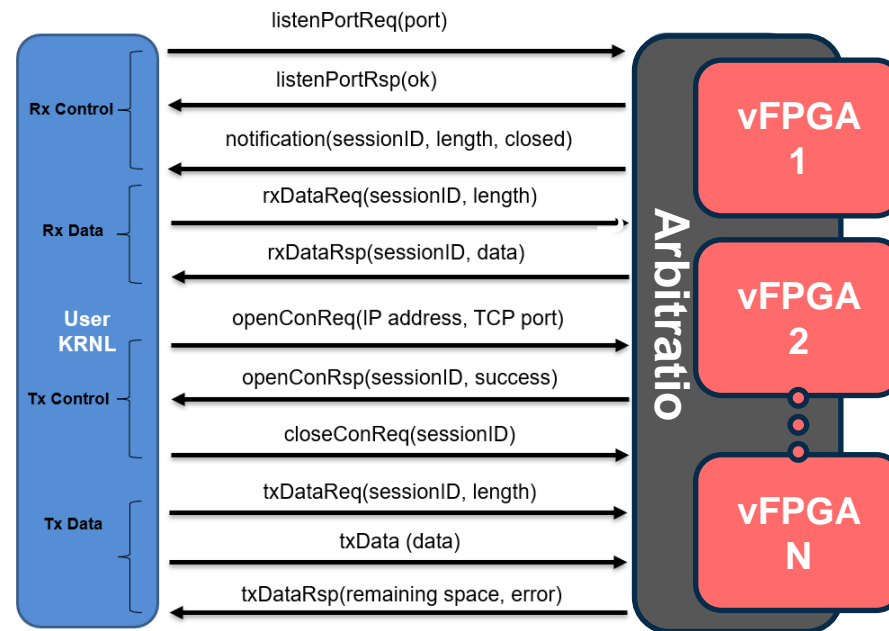 listenPortReq(port)
listenPortRsp(ok)
Rx Control
notification(sessionID, length, closed)
rxDataReq(sessionID, length)
Rx Data
rxDataRsp(sessionID, data)
User
KRNL
openConReq(IP address, TCP port)
openConRsp(sessionID, success)
Tx Control
closeConReq(sessionID)
txDataReq(sessionID, length)
Tx Data
txData (data)
txDataRsp(remaining space, error)
Arbitratio
vFPGA
1
vFPGA
2
vFPGA
N